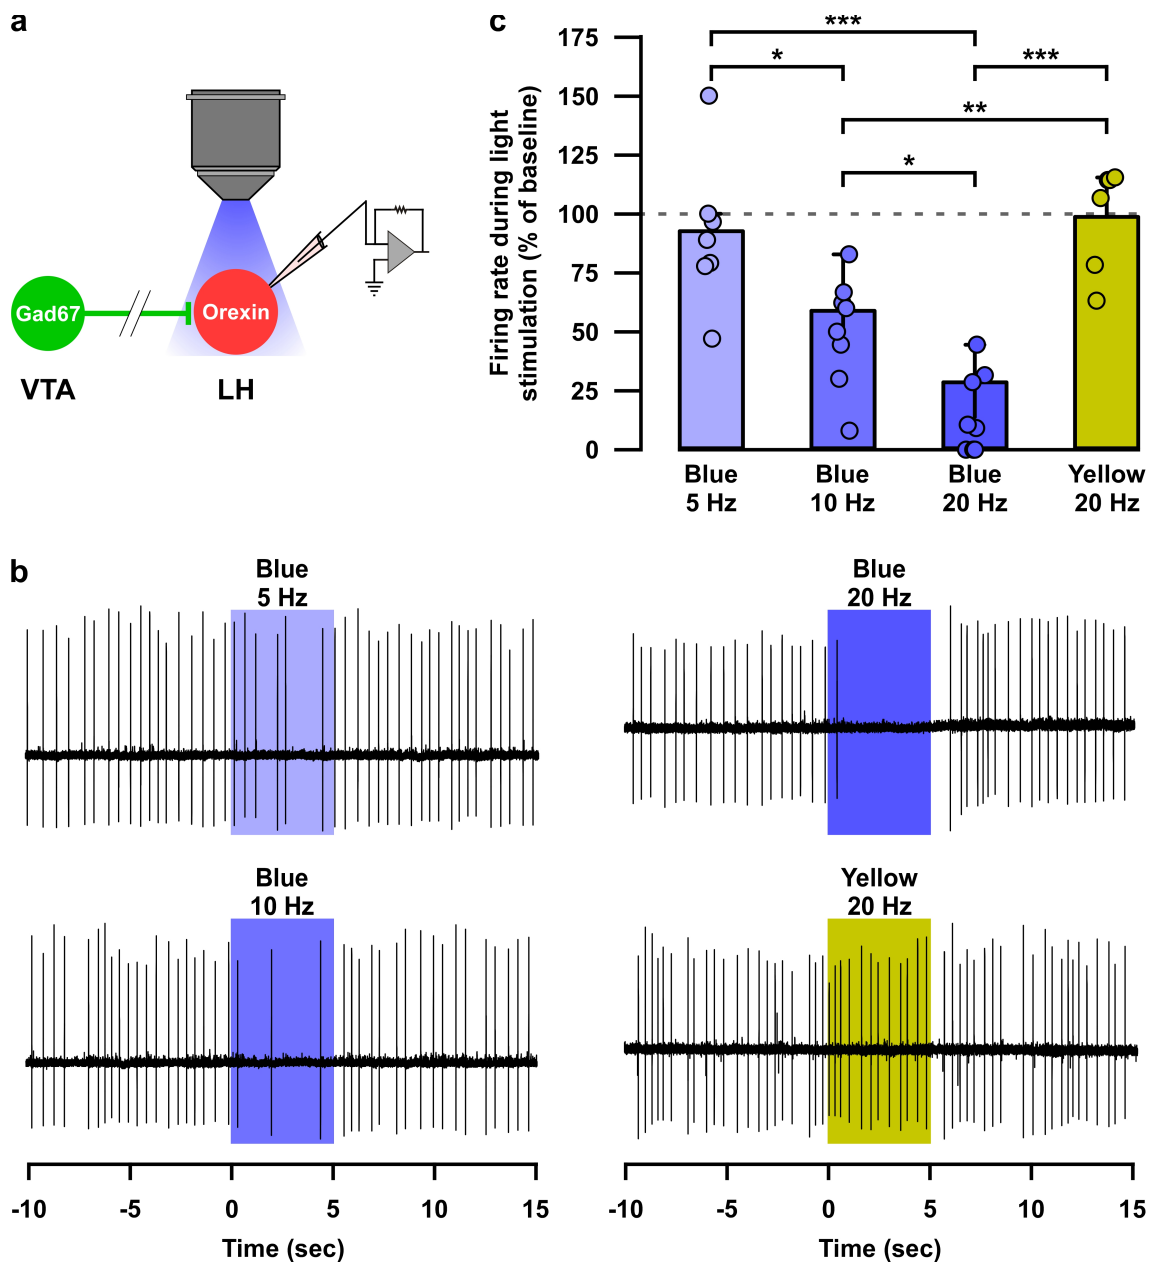 a
Gad67
Orexin
VTA
LH
c
Firing rate during light
stimulation (% of baseline)
175
150
125
100
75
50
25
0
***
*
***
**
*
Blue
5 Hz
Blue
10 Hz
Blue
20 Hz
Yellow
20 Hz
b
Blue
5 Hz
Blue
20 Hz
Blue
10 Hz
Yellow
20 Hz
-10 -5 0 5 10 15
Time (sec)
-10 -5 0 5 10 15
Time (sec)